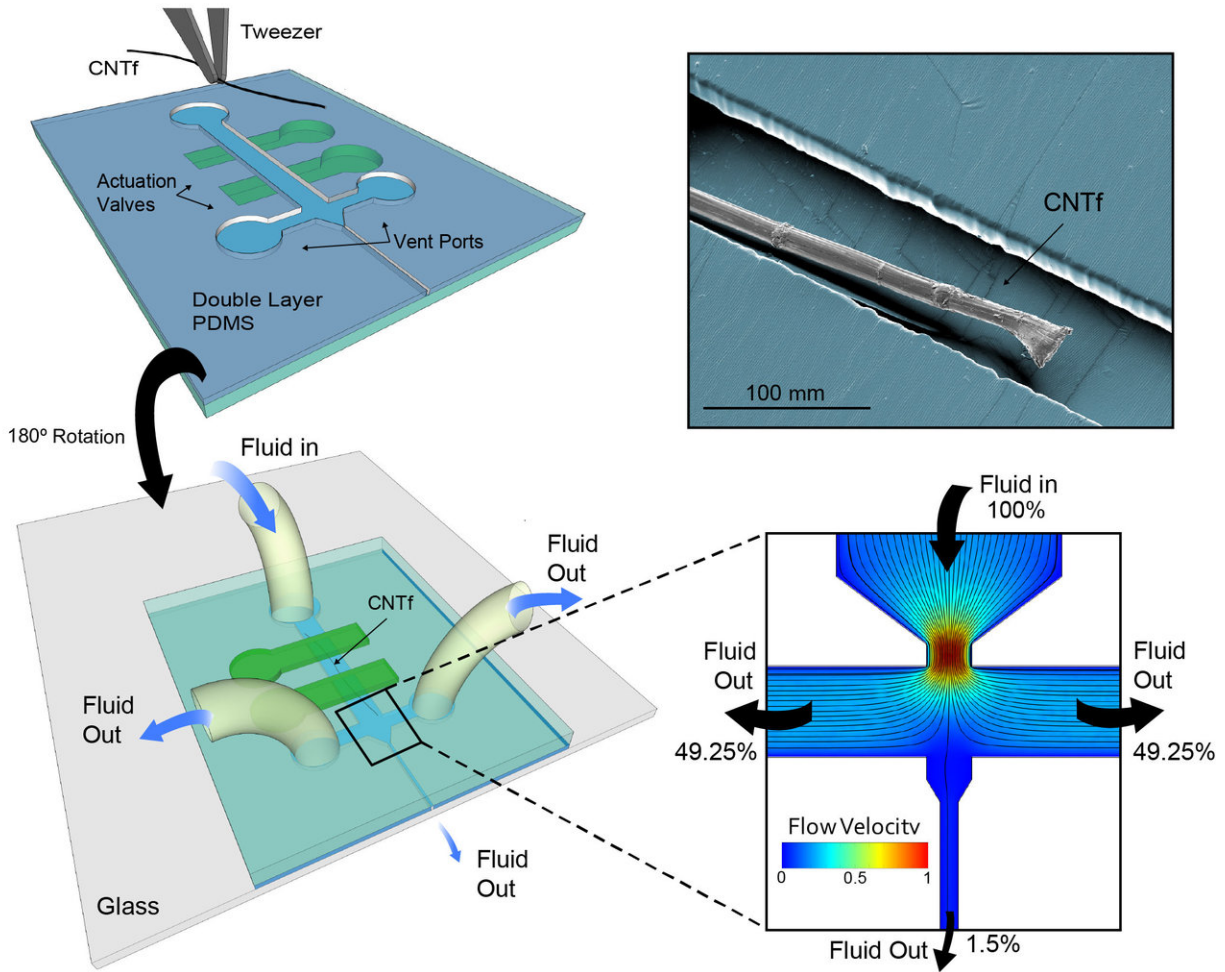 Tweezer
CNTf
Actuation
Valves
Vent Ports
Double Layer
PDMS
CNTf
100 mm
180º Rotation
Fluid in
Fluid
Out
CNTf
Fluid
Out
Fluid
Out
Glass
Fluid in
100%
Fluid
Out
49.25%
Fluid
Out
49.25%
Flow Velocity
0
0.5
1
Fluid Out
1.5%